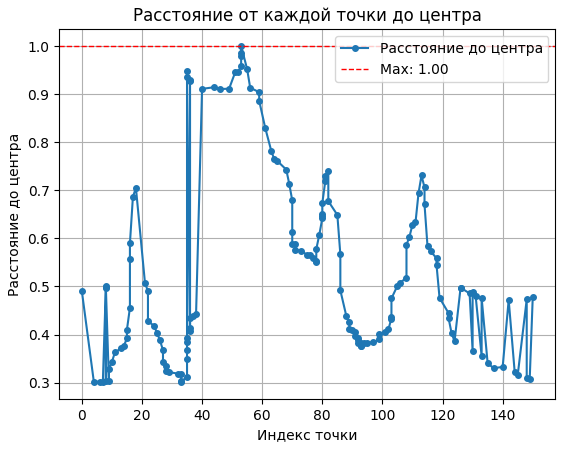 Расстояние от каждой точки до центра
Расстояние до центра
Max: 1.00
Расстояние до центра
1.0
0.9
0.8
0.7
0.6
0.5
0.4
0.3
0 20 40 60 80 100 120 140
Индекс точки